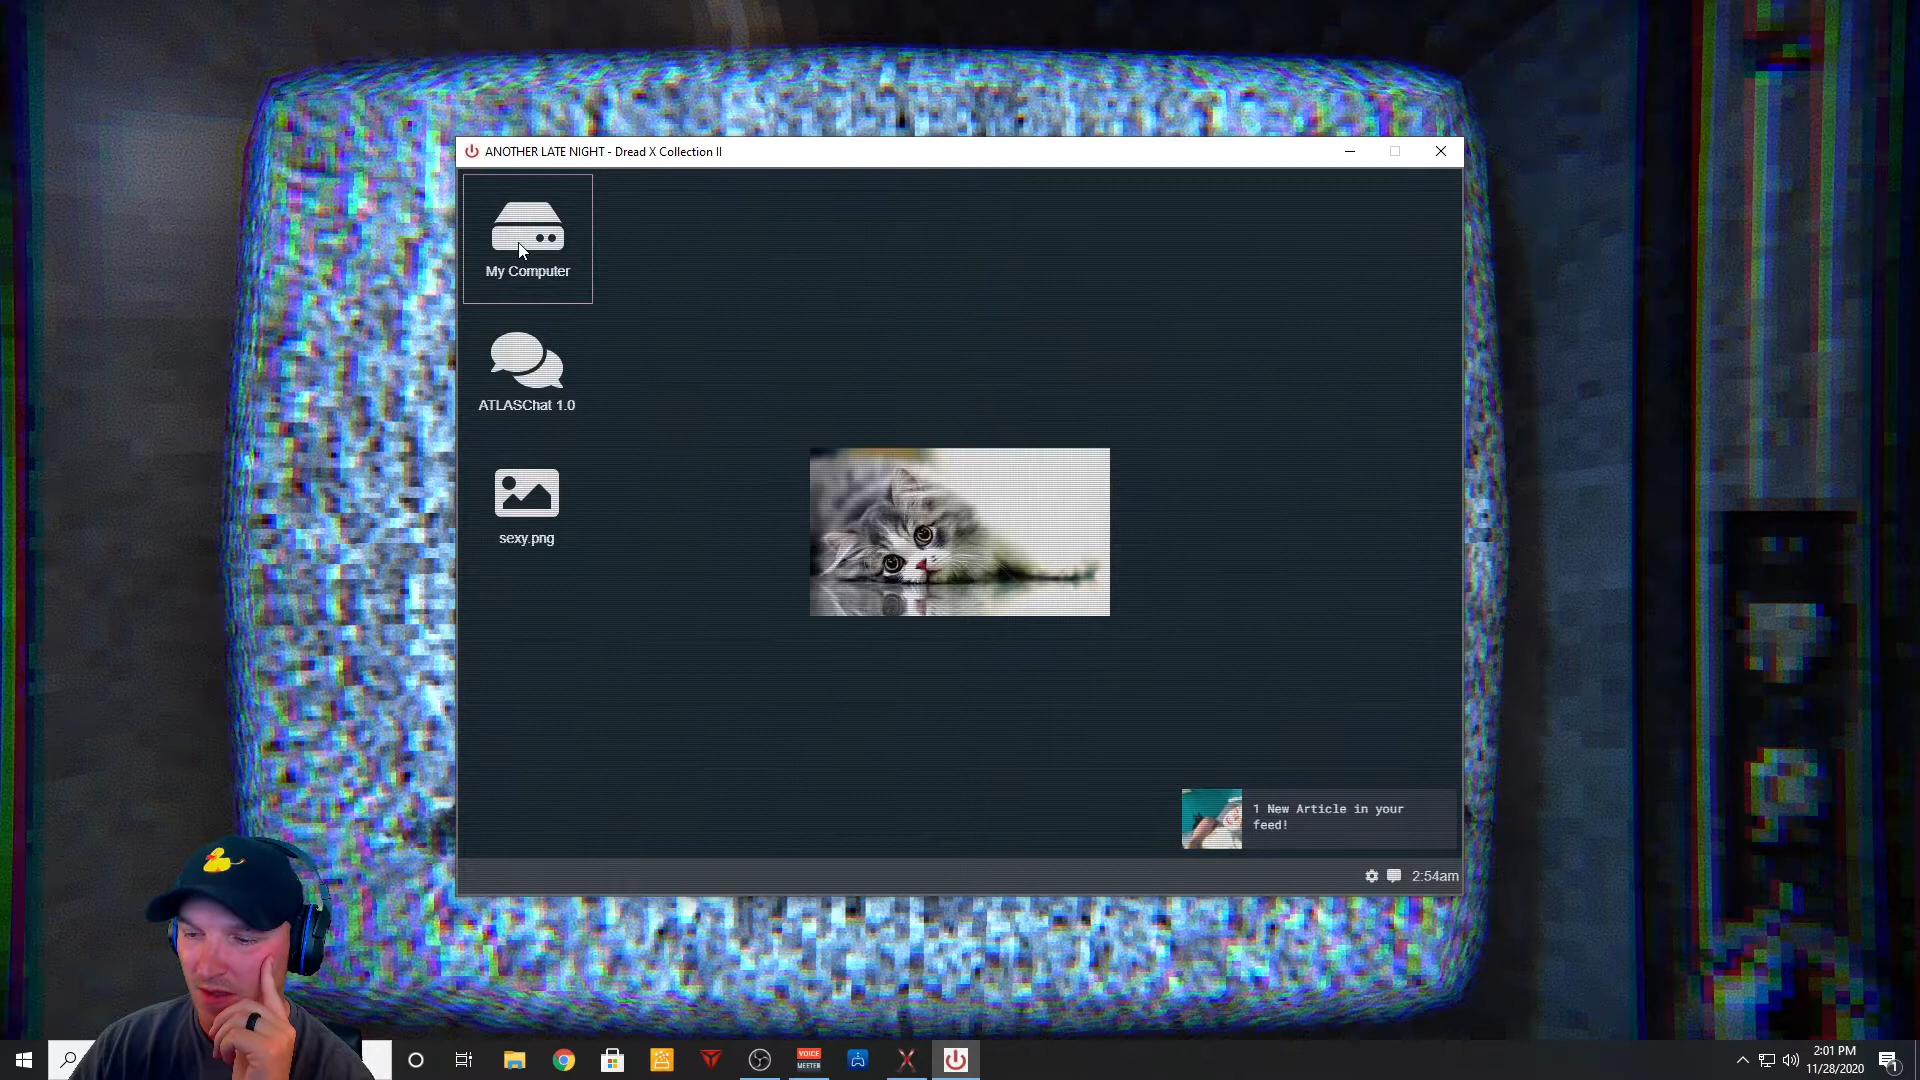 ANOTHER LATE NIGHT - Dread X Collection II
My Computer
ATLASChat 1.0
sexy.png
1 New Article in your
feed!
2:54am
VOICE
MEETER
2:01 PM
11/28/2020
1